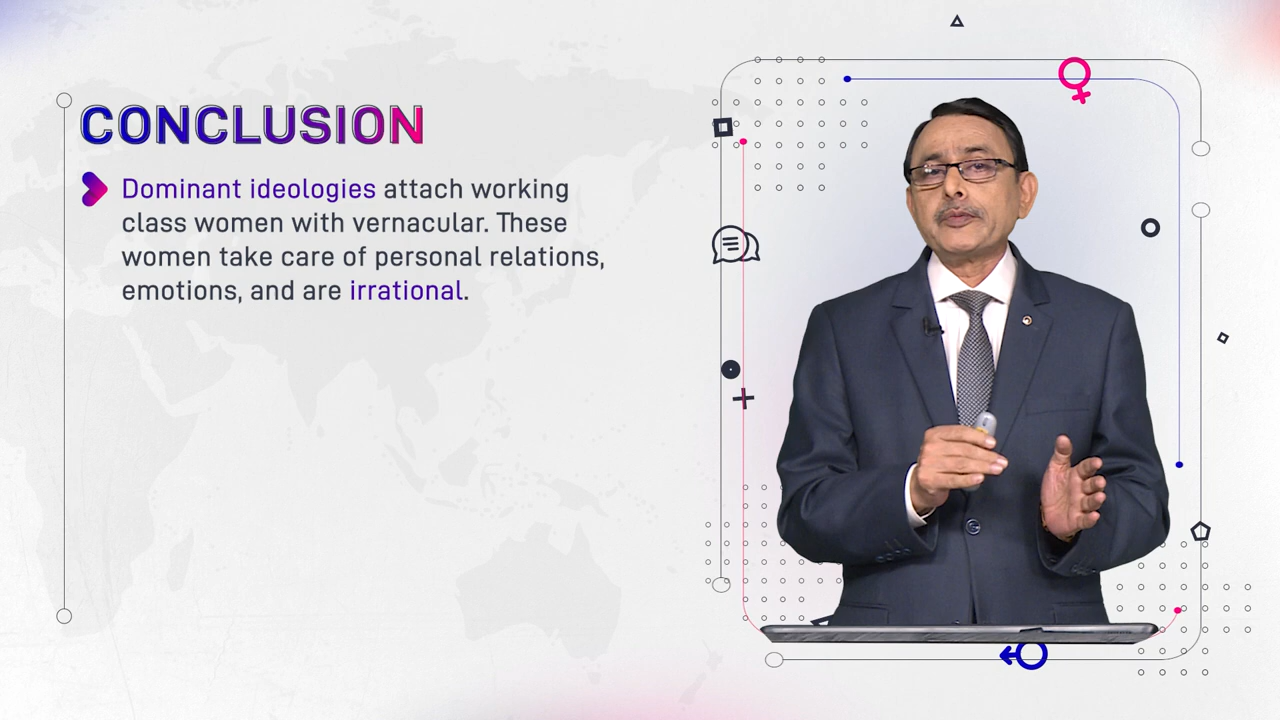 CONCLUSION
Dominant ideologies attach working
class women with vernacular. These
women take care of personal relations,
emotions, and are irrational.